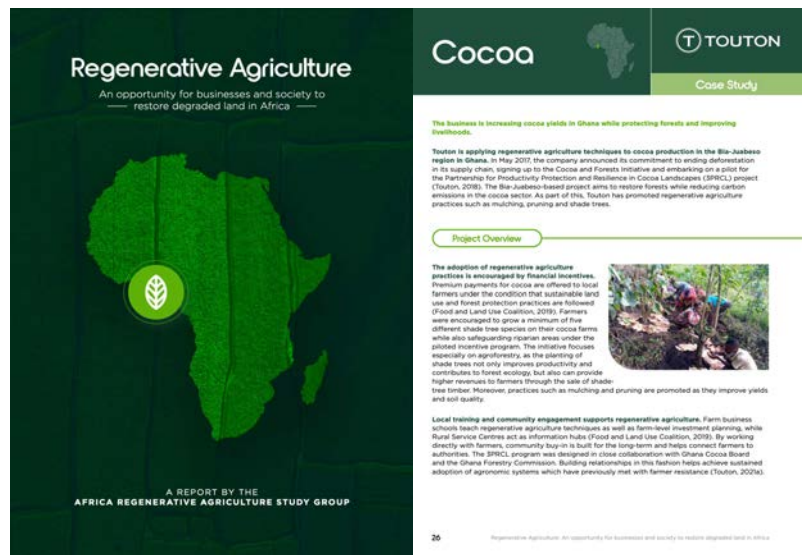 Regenerative Agriculture
An opportunity for businesses and society to
restore degraded land in Africa
A REPORT BY THE
AFRICA REGENERATIVE AGRICULTURE STUDY GROUP
Cocoa
T TOUTON
Case Study
The business is increasing cocoa yields in Ghana while protecting forests and improving
livelihoods.
Touton is applying regenerative agriculture techniques to cocoa production in the Bia-Juabeso
region in Ghana. In May 2017, the company announced its commitment to ending deforestation
in its supply chain, signing up to the Cocoa and Forests Initiative and embarking on a pilot for
the Partnership for Productivity Protection and Resilience in Cocoa Landscapes (3PRCL) project
(Touton, 2018). The Bia-Juabeso-based project aims to restore forests while reducing carbon
emissions in the cocoa sector. As part of this, Touton has promoted regenerative agriculture
practices such as mulching, pruning and shade trees.
Project Overview
The adoption of regenerative agriculture
practices is encouraged by financial incentives.
Premium payments for cocoa are offered to local
farmers under the condition that sustainable land
use and forest protection practices are followed
(Food and Land Use Coalition, 2019). Farmers
were encouraged to grow a minimum of five
different shade tree species on their cocoa farms
while also safeguarding riparian areas under the
piloted incentive program. The initiative focuses
especially on agroforestry, as the planting of
shade trees not only improves productivity and
contributes to forest ecology, but also can provide
higher revenues to farmers through the sale of shade-
tree timber. Moreover, practices such as mulching and pruning are promoted as they improve yields
and soil quality.
Local training and community engagement supports regenerative agriculture. Farm business
schools teach regenerative agriculture techniques as well as farm-level investment planning, while
Rural Service Centres act as information hubs (Food and Land Use Coalition, 2019). By working
directly with farmers, community buy-in is built for the long-term and helps connect farmers to
authorities. The 3PRCL program was designed in close collaboration with Ghana Cocoa Board
and the Ghana Forestry Commission. Building relationships in this fashion helps achieve sustained
adoption of agronomic systems which have previously met with farmer resistance (Touton, 2021a).
26
Regenerative Agriculture: An opportunity for businesses and society to restore degraded land in Africa